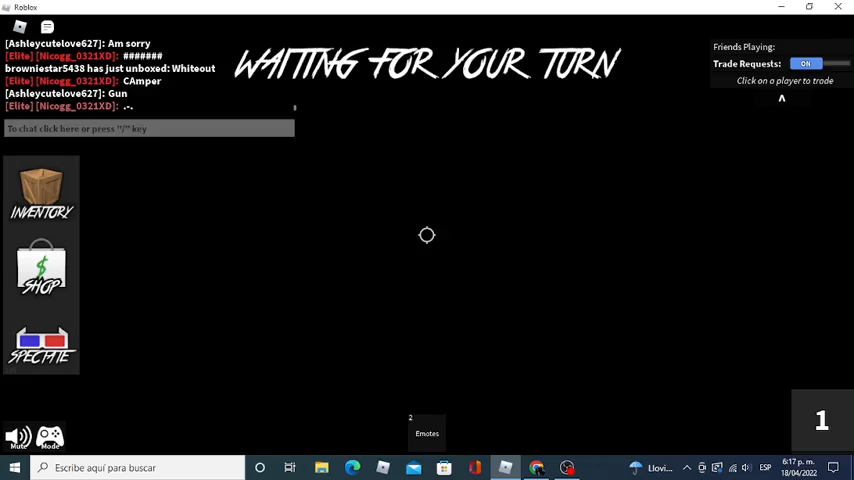 Roblox
[Ashleycutelove627]: Am sorry
[Elite] [Nicogg_0321XD]: #######
browniestar5438 has just unboxed: Whiteout
[Elite] [Nicogg_0321XD]: CAmper
[Ashleycutelove627]: Gun
[Elite] [Nicogg_0321XD]: .-.
To chat click here or press "/" key
WAITING FOR YOUR TURN
Friends Playing:
Trade Requests: ON
Click on a player to trade
INVENTORY
$
SHOP
SPECTATE
Mute
Mode
2
Emotes
1
Escribe aquí para buscar
Llovi...
ESP
6:17 p. m.
18/04/2022